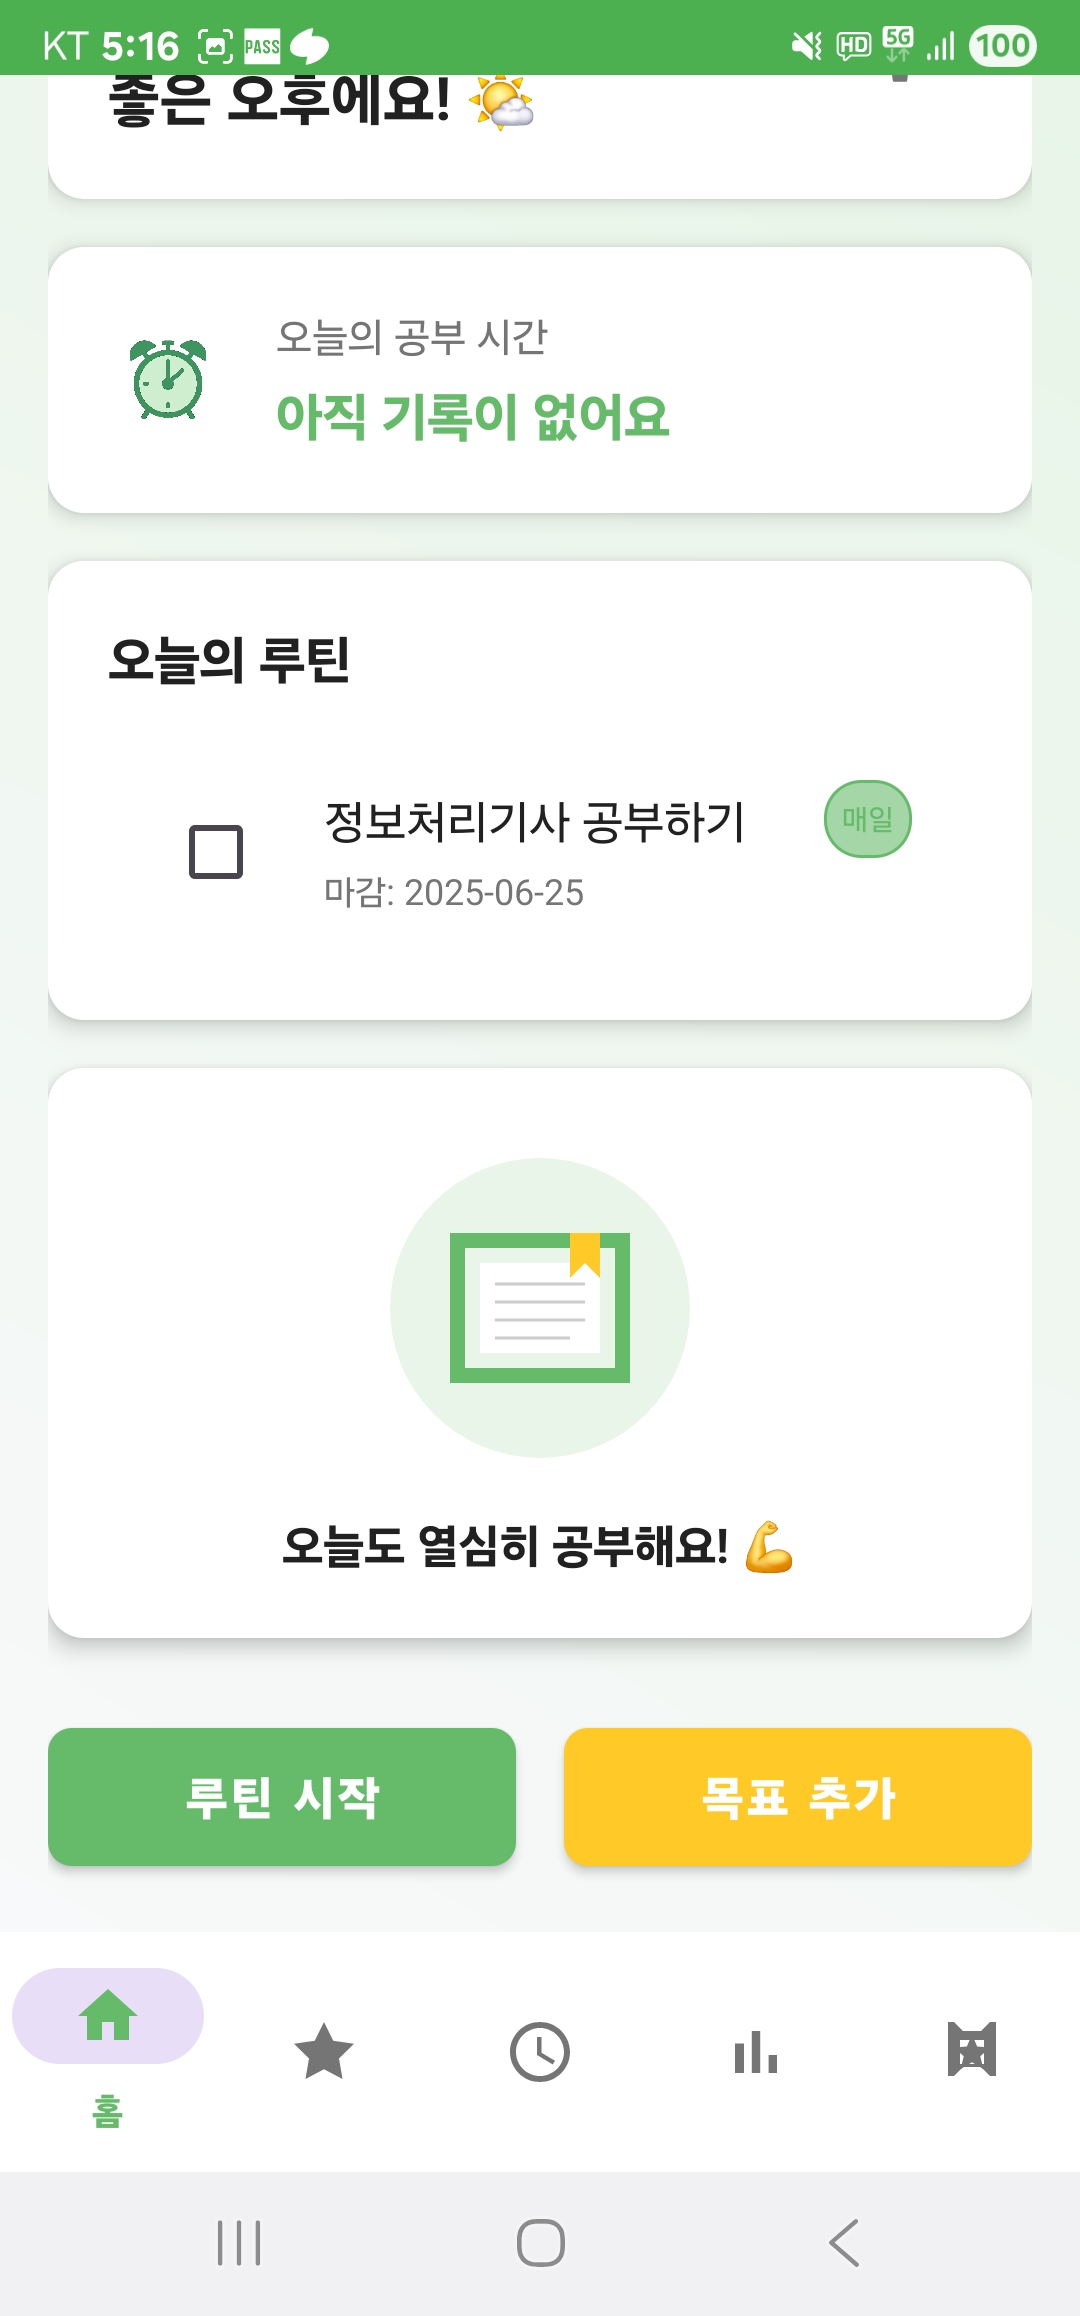 KT 5:16 PASS HD 5G 100
좋은 오후에요! 🌤️
오늘의 공부 시간
아직 기록이 없어요
오늘의 루틴
정보처리기사 공부하기 매일
마감: 2025-06-25
오늘도 열심히 공부해요! 💪
루틴 시작 목표 추가
홈